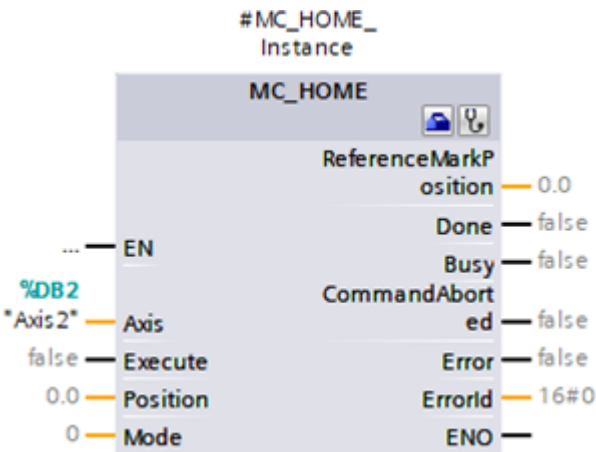 #MC_HOME_
Instance
MC_HOME
ReferenceMarkP
osition
0.0
Done
false
...
EN
Busy
false
%DB2
"Axis2"
Axis
CommandAbort
ed
false
false
Execute
Error
false
0.0
Position
ErrorId
16#0
0
Mode
ENO